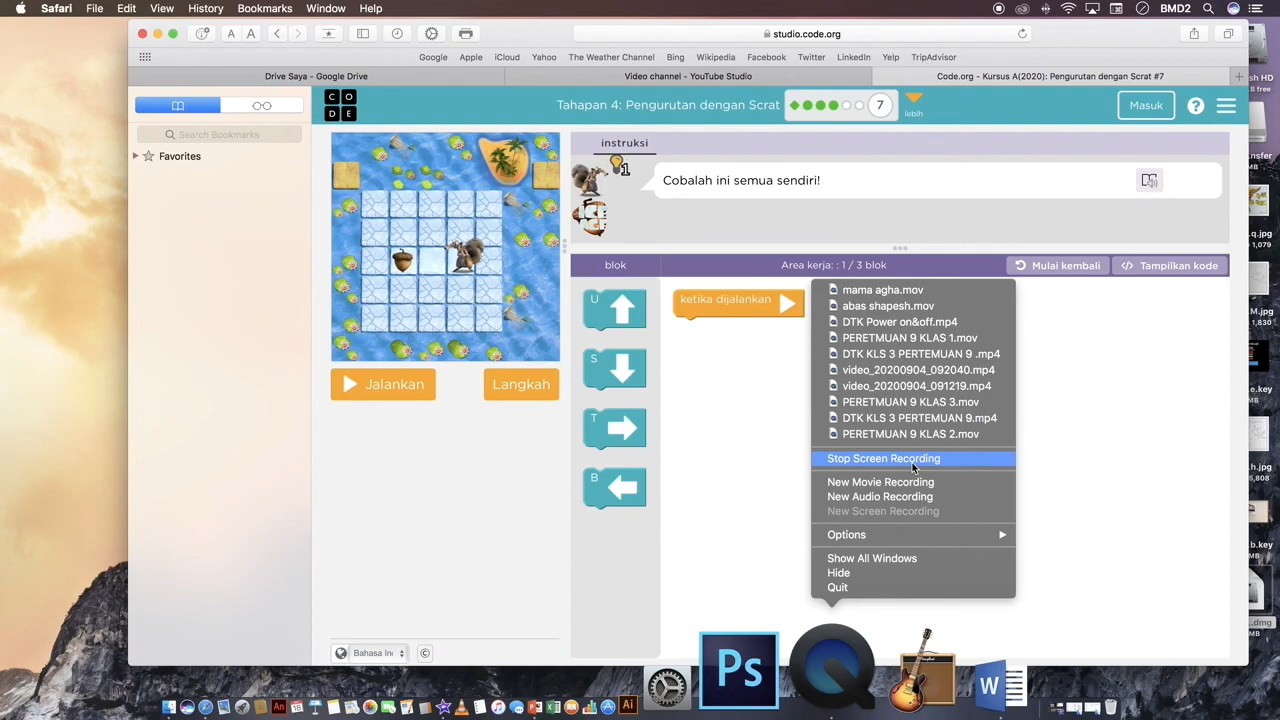 Safari File Edit View History Bookmarks Window Help BMD2
A A studio.code.org
Google Apple iCloud Yahoo The Weather Channel Bing Wikipedia Facebook Twitter LinkedIn Yelp TripAdvisor
Drive Saya - Google Drive Video channel - YouTube Studio Code.org - Kursus A(2020): Pengurutan dengan Scrat #7
C O
D E
Tahapan 4: Pengurutan dengan Scrat 7 lebih Masuk
Search Bookmarks
Favorites
instruksi
1
Cobalah ini semua sendiri!
blok Area kerja: : 1 / 3 blok Mulai kembali Tampilkan kode
U
S
T
B
ketika dijalankan
Jalankan Langkah
mama agha.mov
abas shapesh.mov
DTK Power on&off.mp4
PERETMUAN 9 KLAS 1.mov
DTK KLS 3 PERTEMUAN 9 .mp4
video_20200904_092040.mp4
video_20200904_091219.mp4
PERETMUAN 9 KLAS 3.mov
DTK KLS 3 PERTEMUAN 9.mp4
PERETMUAN 9 KLAS 2.mov
Stop Screen Recording
New Movie Recording
New Audio Recording
New Screen Recording
Options
Show All Windows
Hide
Quit
Bahasa In
Ps
W
Ai